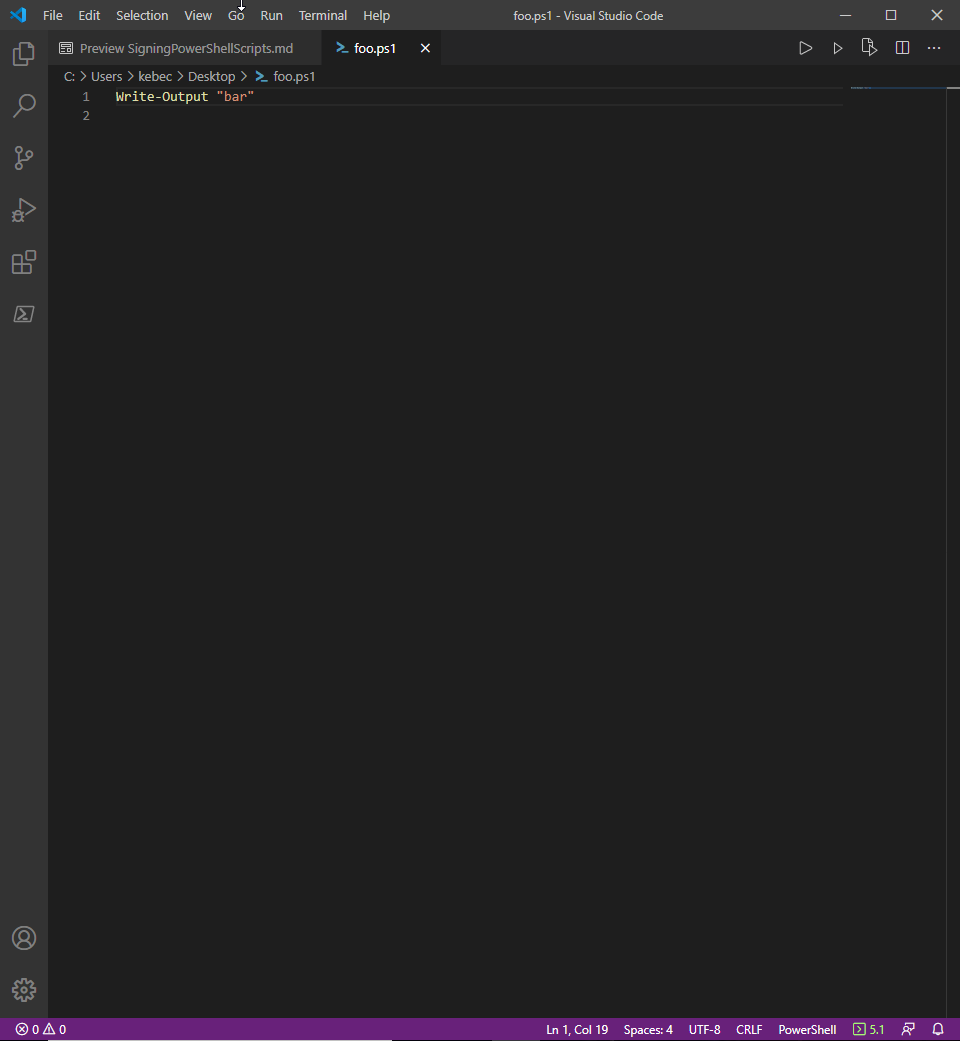 File Edit Selection View Go Run Terminal Help foo.ps1 - Visual Studio Code
Preview SigningPowerShellScripts.md foo.ps1
C: > Users > kebec > Desktop > foo.ps1
1 Write-Output "bar"
2
0 0 Ln 1, Col 19 Spaces: 4 UTF-8 CRLF PowerShell 5.1